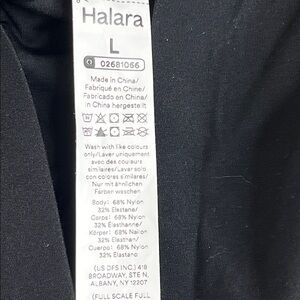 Halara
L
02681066
Made in China/
Fabriqué en Chine/
Fabricado en China/
in China hergestellt
Wash with like colours
only/Laver uniquement
avec des couleurs
similaires/Lavar solo
con colores similares/
Nur mit ähnlichen
Farben waschen
Body: 68% Nylon
32% Elastane/
Corps: 68% Nylon
32% Élasthanne/
Körper: 68% Nylon
32% Elasthan/
Cuerpo: 68% Nylon
32% Elastano
(US DFS INC.) 418
BROADWAY, STE N,
ALBANY, NY 12207
(FULL SCALE FULL